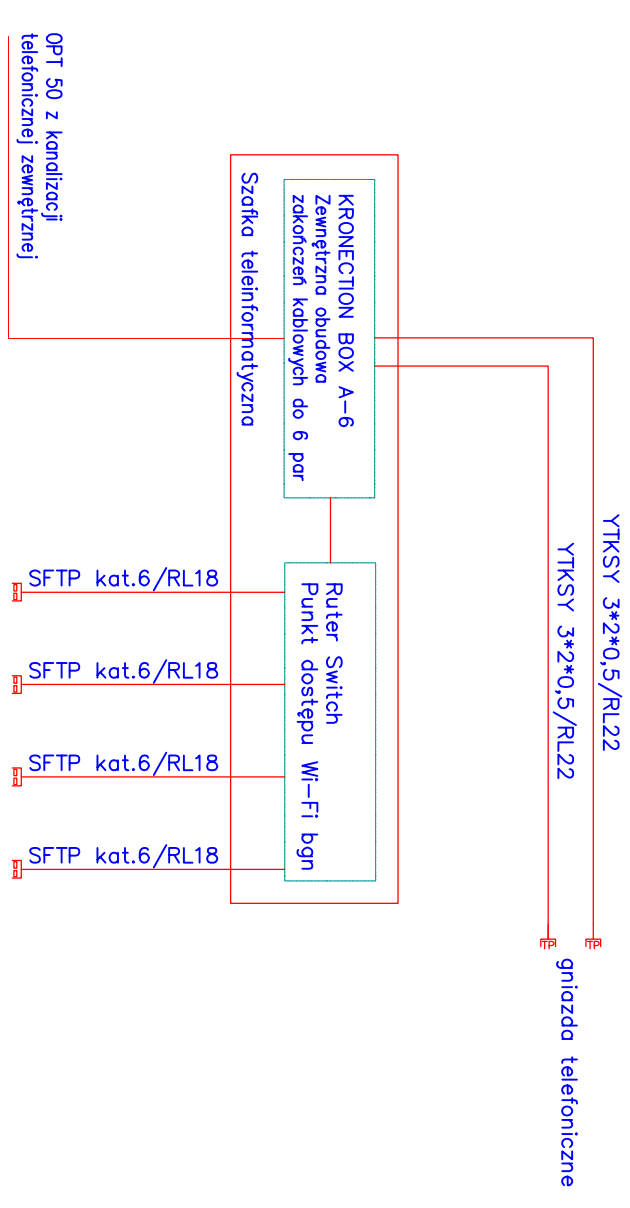 OPT 50 z kanalizacji
telefonicznej zewnętrznej
Szafka teleinformatyczna
KRONECTION BOX A-6
Zewnętrzna obudowa
zakończeń kablowych do 6 par
YTKSY 3*2*0,5/RL22
YTKSY 3*2*0,5/RL22
Ruter Switch
Punkt dostępu Wi-Fi bgn
SFTP kat.6/RL18
SFTP kat.6/RL18
SFTP kat.6/RL18
SFTP kat.6/RL18
TP
TP
gniazda telefoniczne